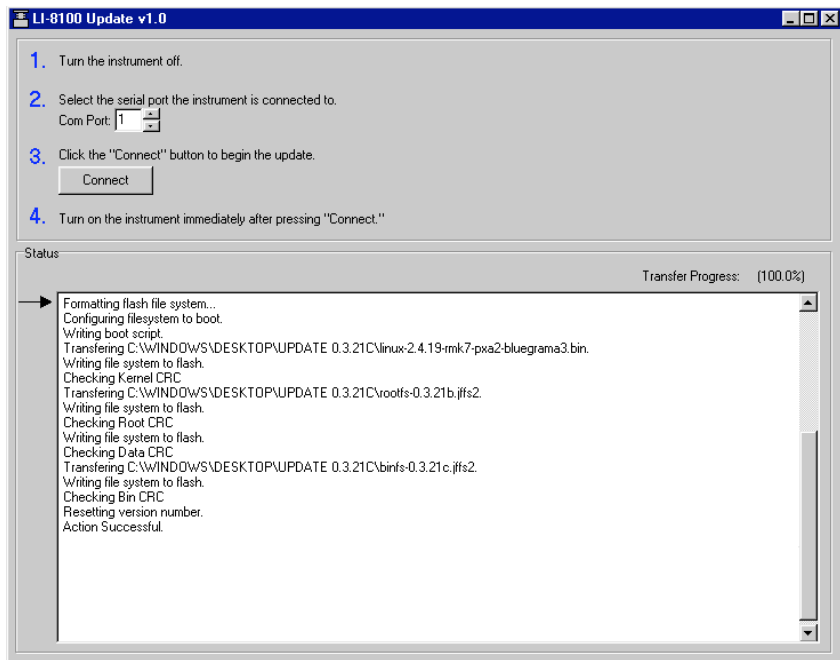 LI-8100 Update v1.0
1. Turn the instrument off.
2. Select the serial port the instrument is connected to.
Com Port: 1
3. Click the "Connect" button to begin the update.
Connect
4. Turn on the instrument immediately after pressing "Connect."
Status
Transfer Progress: (100.0%)
Formatting flash file system...
Configuring filesystem to boot.
Writing boot script.
Transfering C:\WINDOWS\DESKTOP\UPDATE 0.3.21C\linux-2.4.19-rmk7-pxa2-bluegrama3.bin.
Writing file system to flash.
Checking Kernel CRC
Transfering C:\WINDOWS\DESKTOP\UPDATE 0.3.21C\rootfs-0.3.21b.jffs2.
Writing file system to flash.
Checking Root CRC
Writing file system to flash.
Checking Data CRC
Transfering C:\WINDOWS\DESKTOP\UPDATE 0.3.21C\binfs-0.3.21c.jffs2.
Writing file system to flash.
Checking Bin CRC
Resetting version number.
Action Successful.